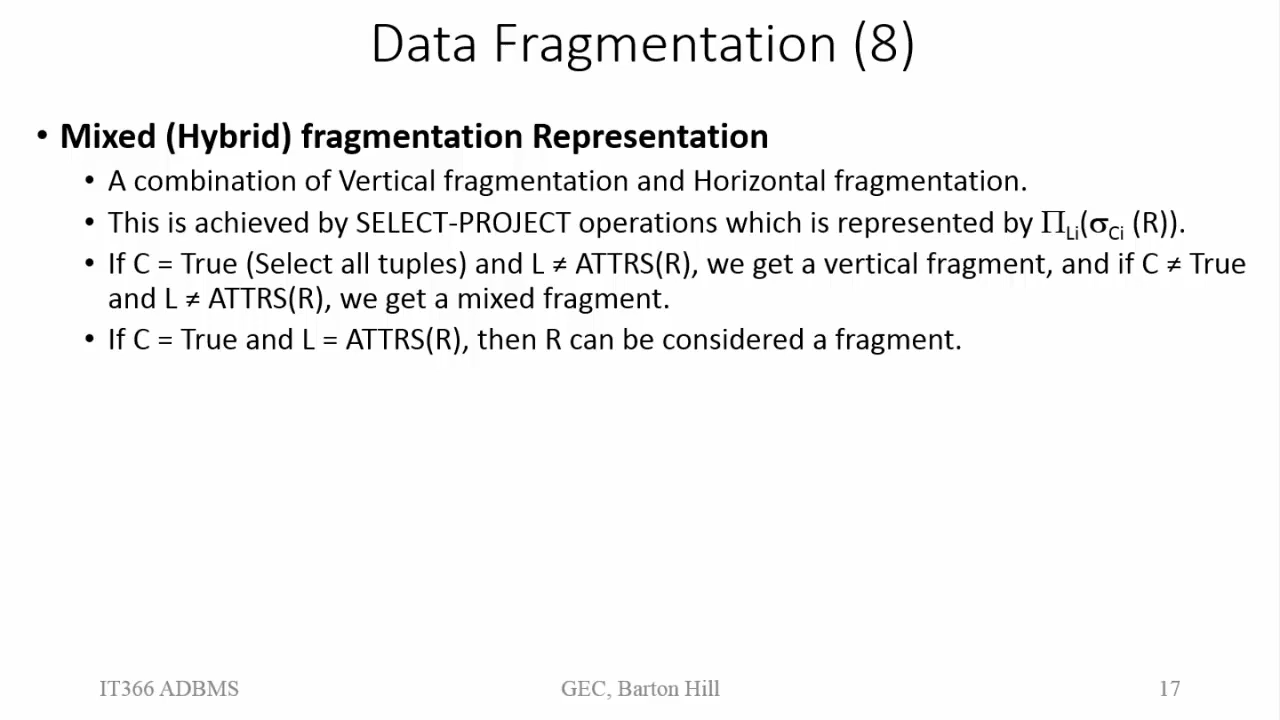 Data Fragmentation (8)
• Mixed (Hybrid) fragmentation Representation
• A combination of Vertical fragmentation and Horizontal fragmentation.
• This is achieved by SELECT-PROJECT operations which is represented by ΠLi(σCi (R)).
• If C = True (Select all tuples) and L ≠ ATTRS(R), we get a vertical fragment, and if C ≠ True
and L ≠ ATTRS(R), we get a mixed fragment.
• If C = True and L = ATTRS(R), then R can be considered a fragment.
IT366 ADBMS
GEC, Barton Hill
17